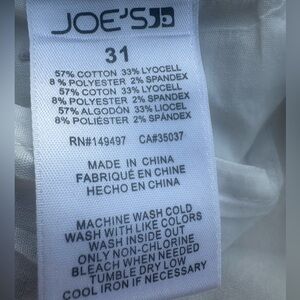 JOE'S
31
57% COTTON 33% LYOCELL
8% POLYESTER 2% SPANDEX
57% COTON 33% LYOCELL
8% POLYESTER 2% SPANDEX
57% ALGODÓN 33% LIOCEL
8% POLIÉSTER 2% SPANDEX
RN#149497 CA#35037
MADE IN CHINA
FABRIQUÉ EN CHINE
HECHO EN CHINA
MACHINE WASH COLD
WASH WITH LIKE COLORS
WASH INSIDE OUT
ONLY NON-CHLORINE
BLEACH WHEN NEEDED
TUMBLE DRY LOW
COOL IRON IF NECESSARY